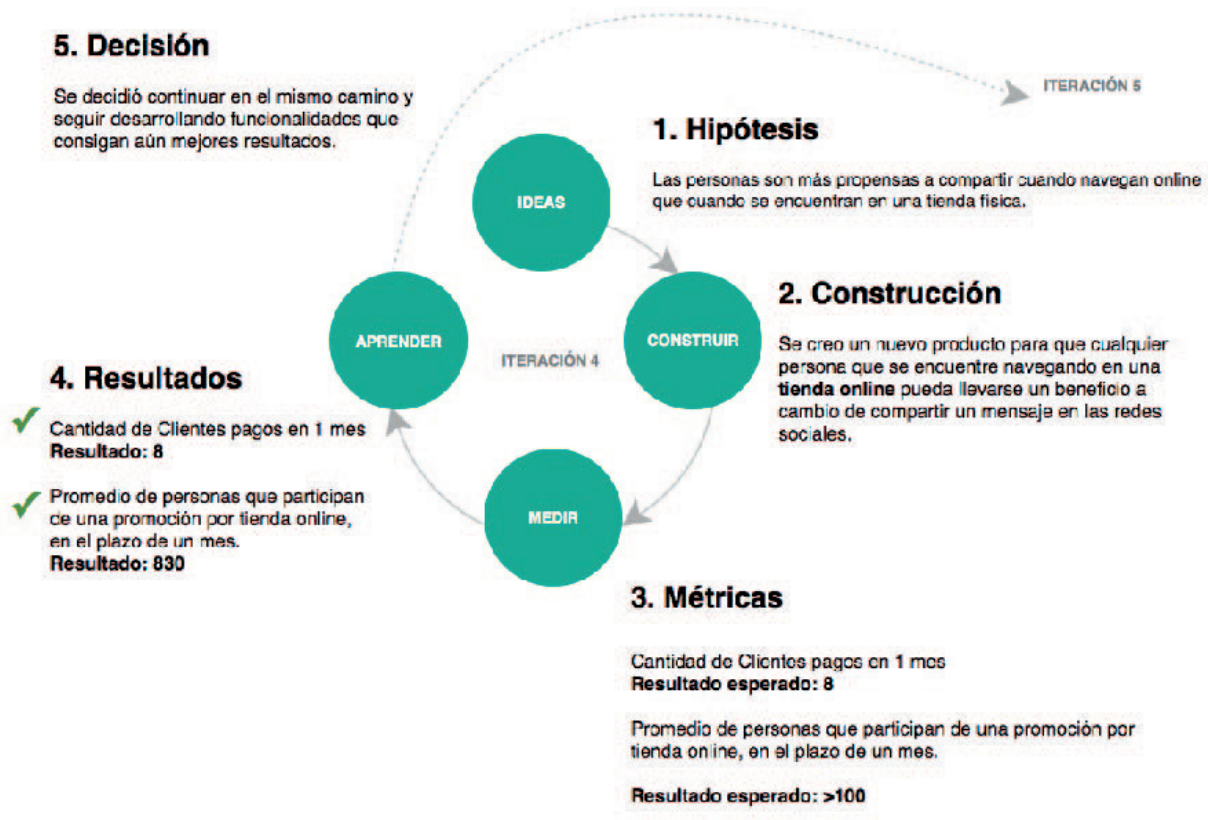 5. Decisión
Se decidió continuar en el mismo camino y
seguir desarrollando funcionalidades que
consigan aún mejores resultados.
ITERACIÓN 5
1. Hipótesis
Las personas son más propensas a compartir cuando navegan online
que cuando se encuentran en una tienda física.
IDEAS
2. Construcción
Se creo un nuevo producto para que cualquier
persona que se encuentre navegando en una
tienda online pueda llevarse un beneficio a
cambio de compartir un mensaje en las redes
sociales.
CONSTRUIR
APRENDER
ITERACIÓN 4
4. Resultados
Cantidad de Clientes pagos en 1 mes
Resultado: 8
Promedio de personas que participan
de una promoción por tienda online,
en el plazo de un mes.
Resultado: 830
MEDIR
3. Métricas
Cantidad de Clientes pagos en 1 mes
Resultado esperado: 8
Promedio de personas que participan de una promoción por
tienda online, en el plazo de un mes.
Resultado esperado: >100